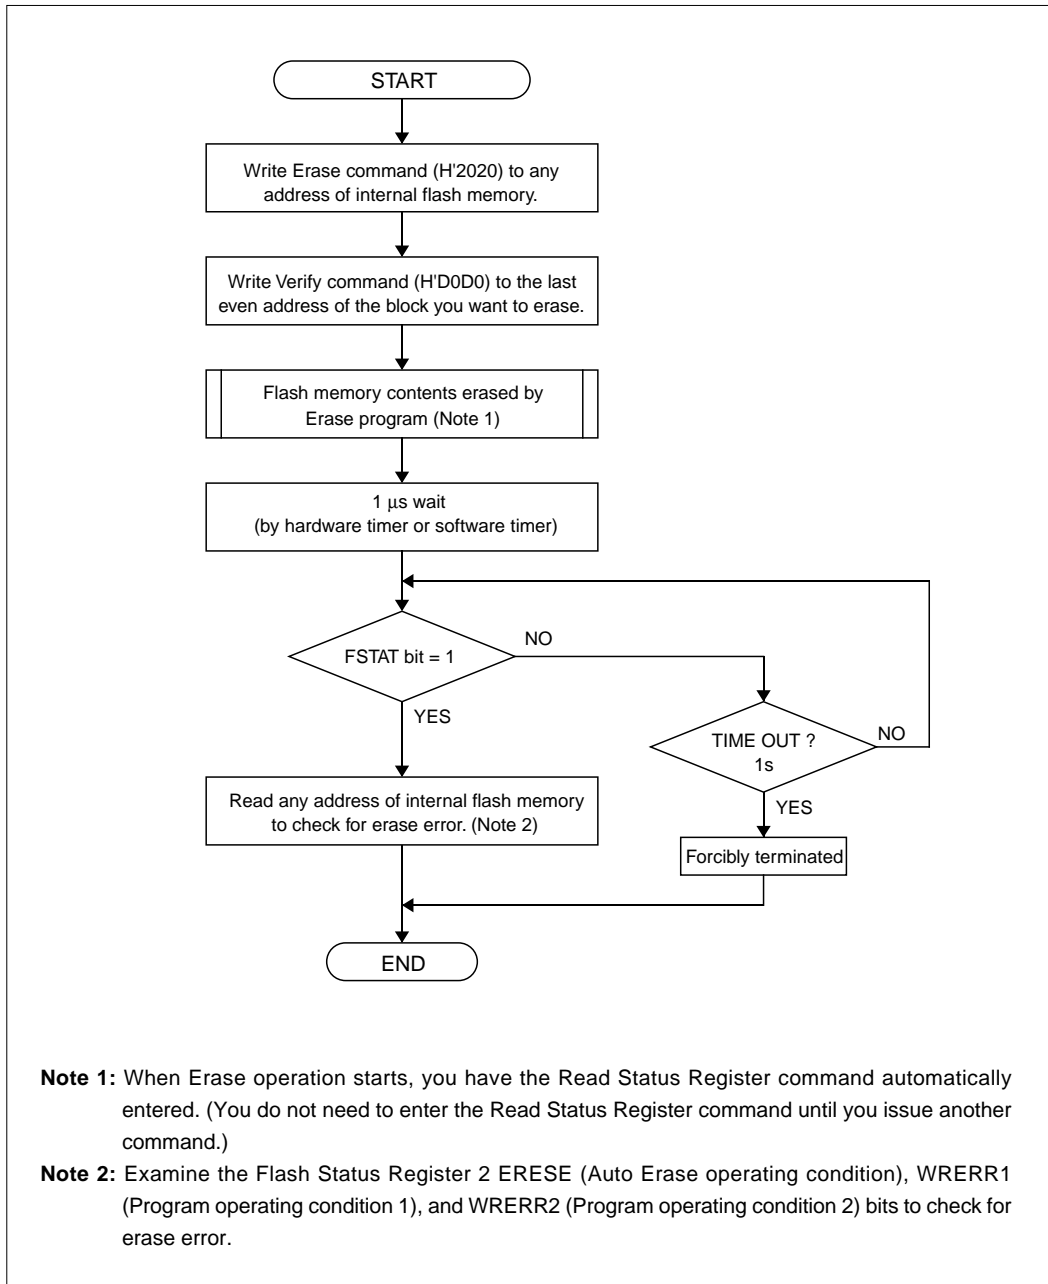 START
Write Erase command (H'2020) to any
address of internal flash memory.
Write Verify command (H'D0D0) to the last
even address of the block you want to erase.
Flash memory contents erased by
Erase program (Note 1)
1 μs wait
(by hardware timer or software timer)
FSTAT bit = 1
NO
YES
TIME OUT ?
1s
NO
YES
Read any address of internal flash memory
to check for erase error. (Note 2)
Forcibly terminated
END
Note 1: When Erase operation starts, you have the Read Status Register command automatically
entered. (You do not need to enter the Read Status Register command until you issue another
command.)
Note 2: Examine the Flash Status Register 2 ERESE (Auto Erase operating condition), WRERR1
(Program operating condition 1), and WRERR2 (Program operating condition 2) bits to check for
erase error.